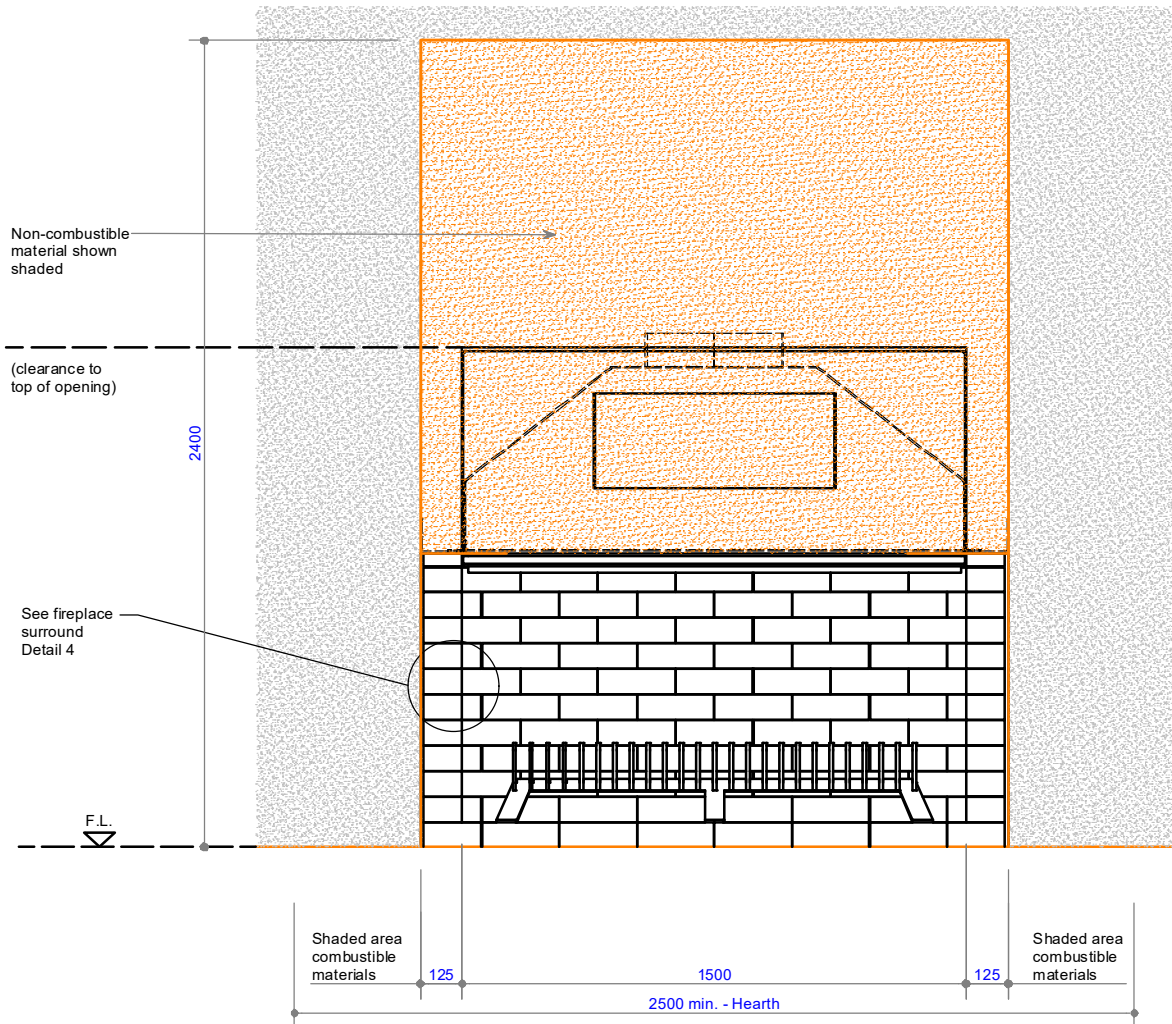 Non-combustible
material shown
shaded
(clearance to
top of opening)
2400
See fireplace
surround
Detail 4
F.L.
Shaded area
combustible
materials
125
1500
125
Shaded area
combustible
materials
2500 min. - Hearth